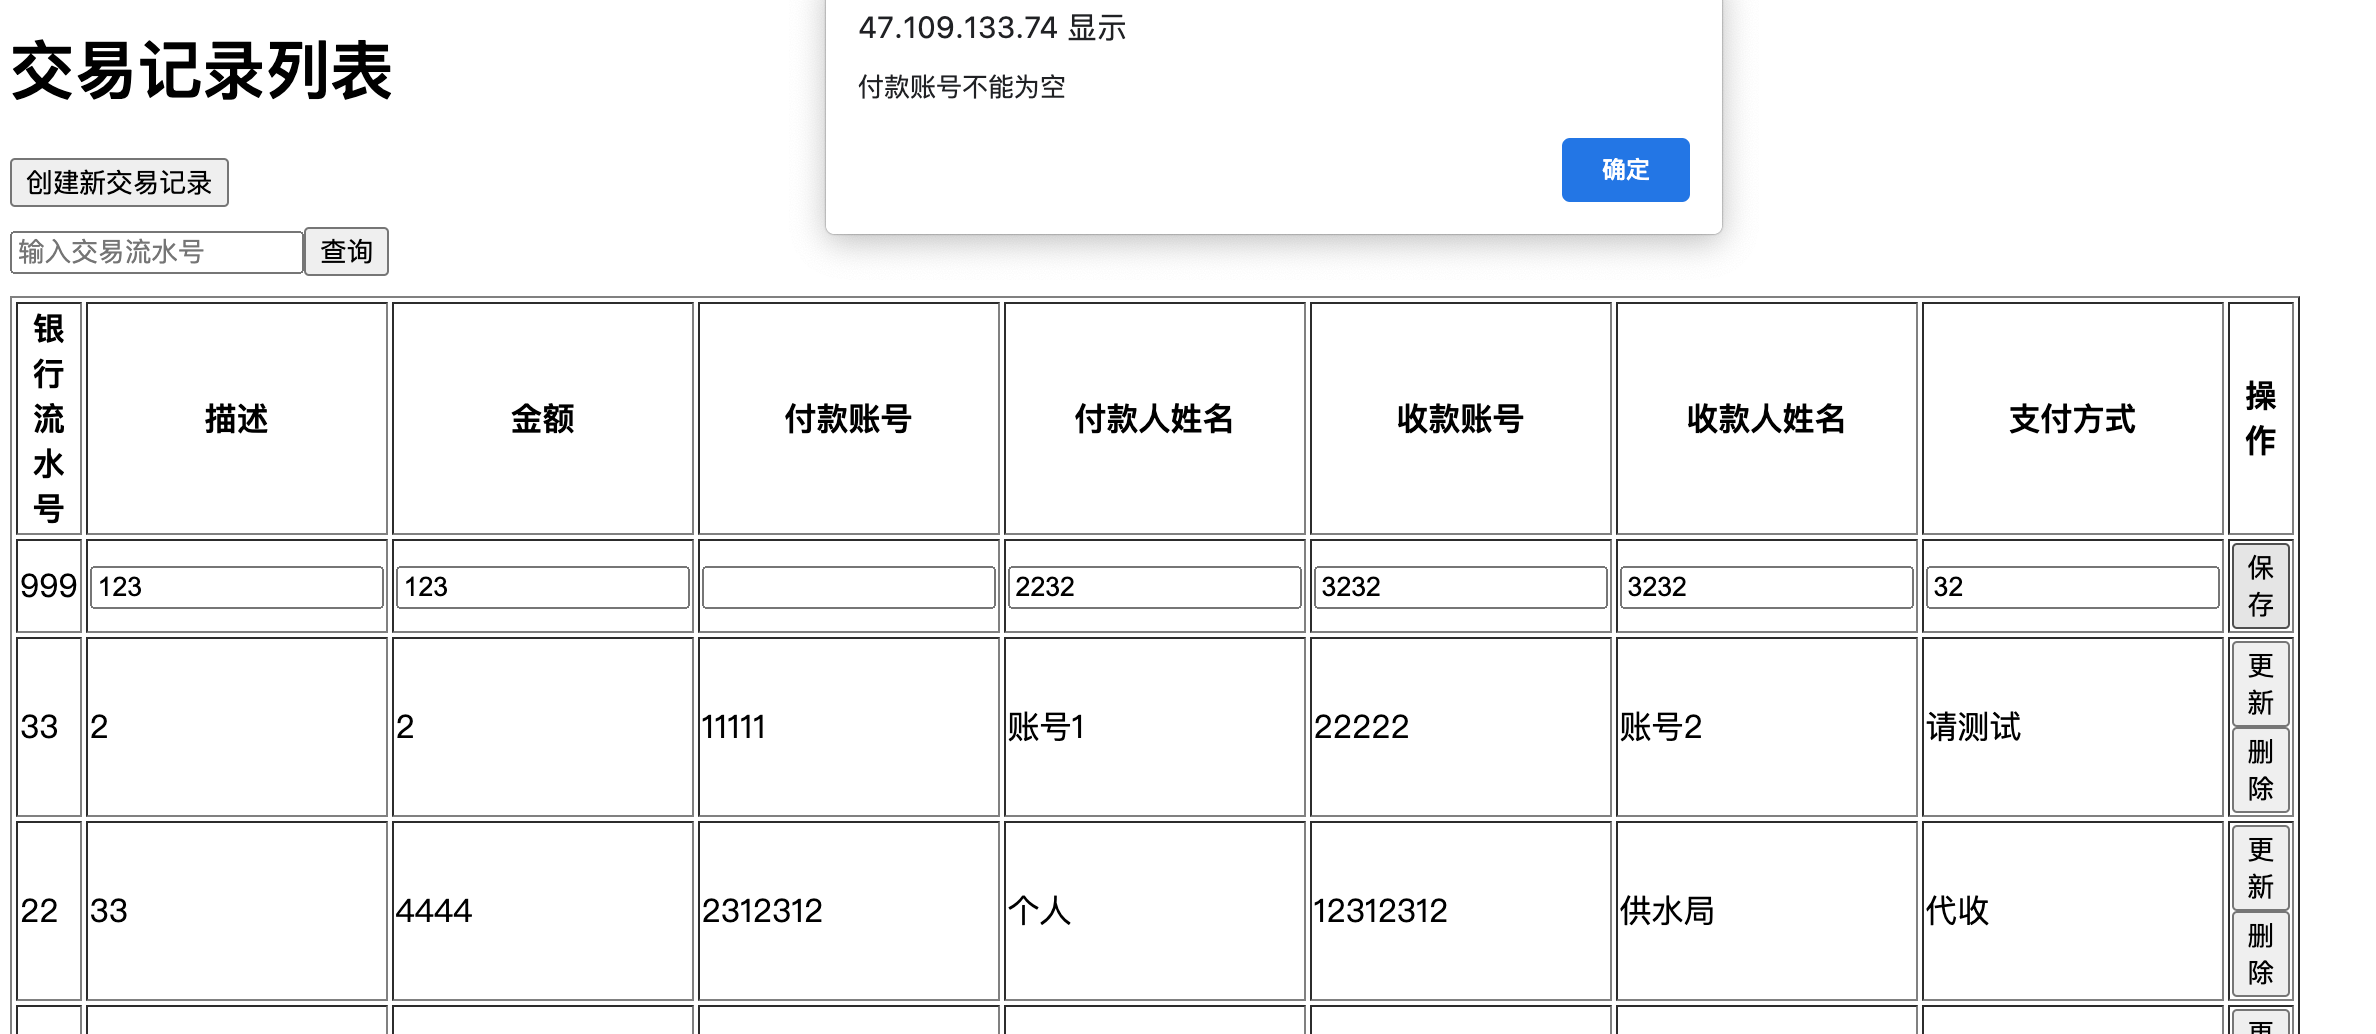 47.109.133.74 显示
付款账号不能为空
确定
交易记录列表
创建新交易记录
输入交易流水号 查询
银行流水号 描述 金额 付款账号 付款人姓名 收款账号 收款人姓名 支付方式 操作
999 123 123 2232 3232 3232 32 保存
33 2 2 11111 账号1 22222 账号2 请测试 更新 删除
22 33 4444 2312312 个人 12312312 供水局 代收 更新 删除